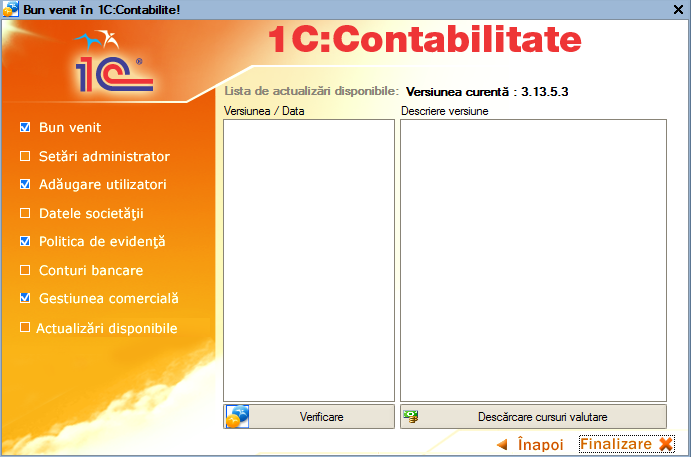 Bun venit în 1C:Contabilite!
1C:Contabilitate
1C®
Lista de actualizări disponibile: Versiunea curentă : 3.13.5.3
Versiunea / Data
Descriere versiune
Bun venit
Setări administrator
Adăugare utilizatori
Datele societăţii
Politica de evidenţă
Conturi bancare
Gestiunea comercială
Actualizări disponibile
Verificare
Descărcare cursuri valutare
Înapoi
Finalizare